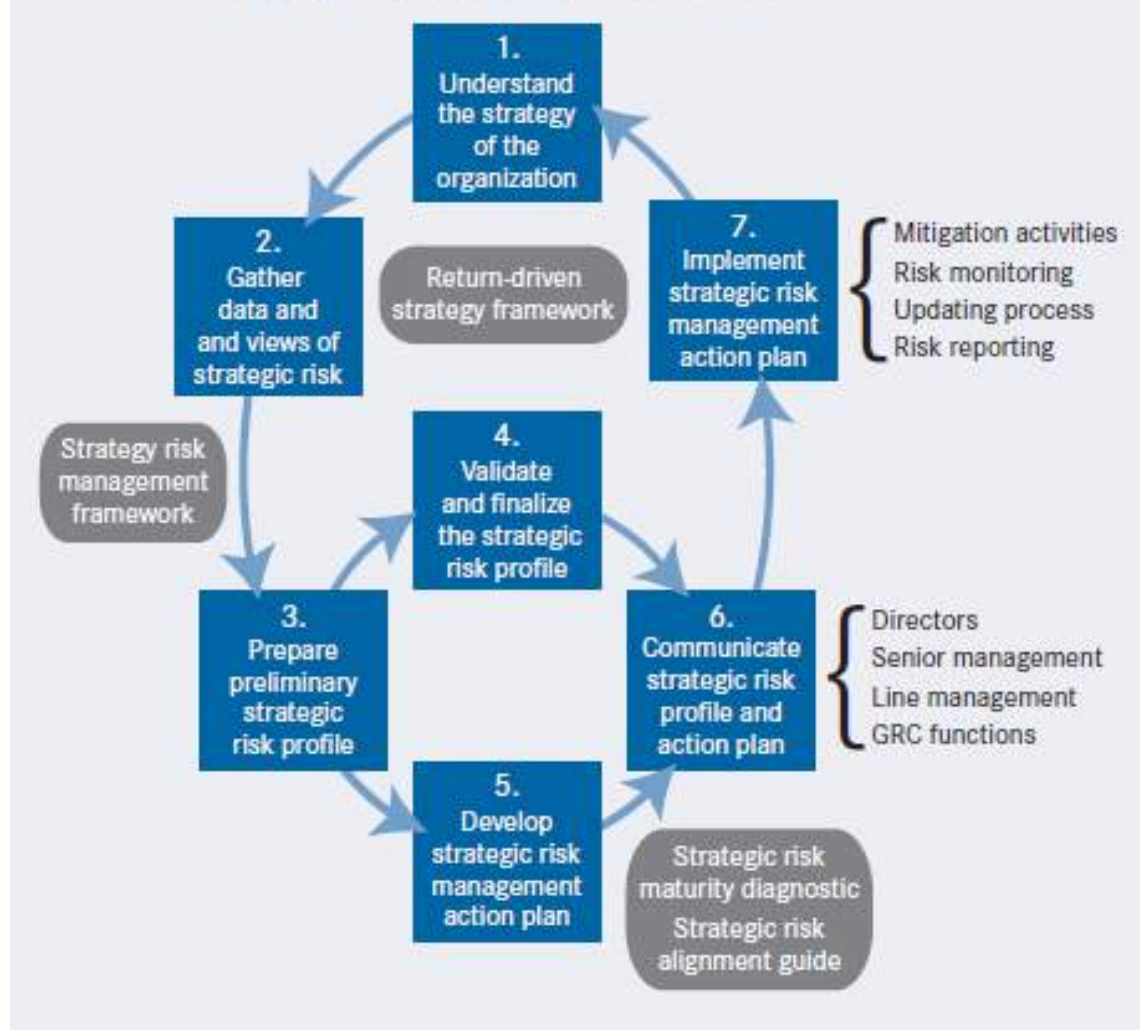 1.
Understand
the strategy
of the
organization
2.
Gather
data and
and views of
strategic risk
Return-driven
strategy framework
7.
Implement
strategic risk
management
action plan
Mitigation activities
Risk monitoring
Updating process
Risk reporting
Strategy risk
management
framework
4.
Validate
and finalize
the strategic
risk profile
3.
Prepare
preliminary
strategic
risk profile
6.
Communicate
strategic risk
profile and
action plan
Directors
Senior management
Line management
GRC functions
5.
Develop
strategic risk
management
action plan
Strategic risk
maturity diagnostic
Strategic risk
alignment guide